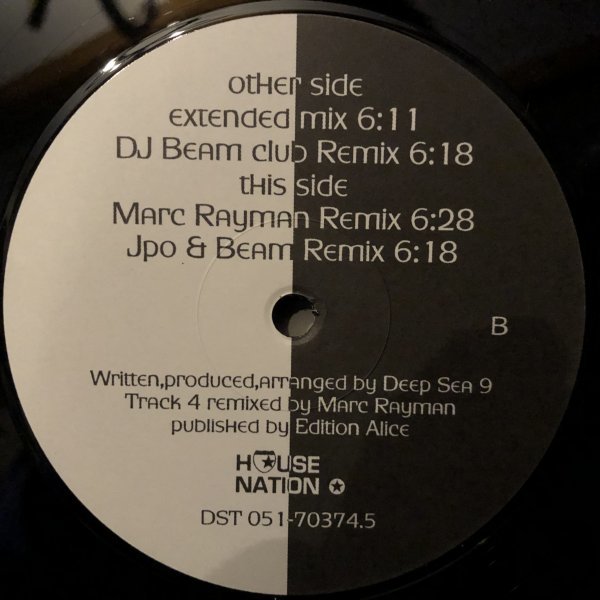 other side
extended mix 6:11
DJ Beam club Remix 6:18
this side
Marc Rayman Remix 6:28
Jpo & Beam Remix 6:18
B
Written,produced,arranged by Deep Sea 9
Track 4 remixed by Marc Rayman
published by Edition Alice
HOUSE
NATION
DST 051-70374.5